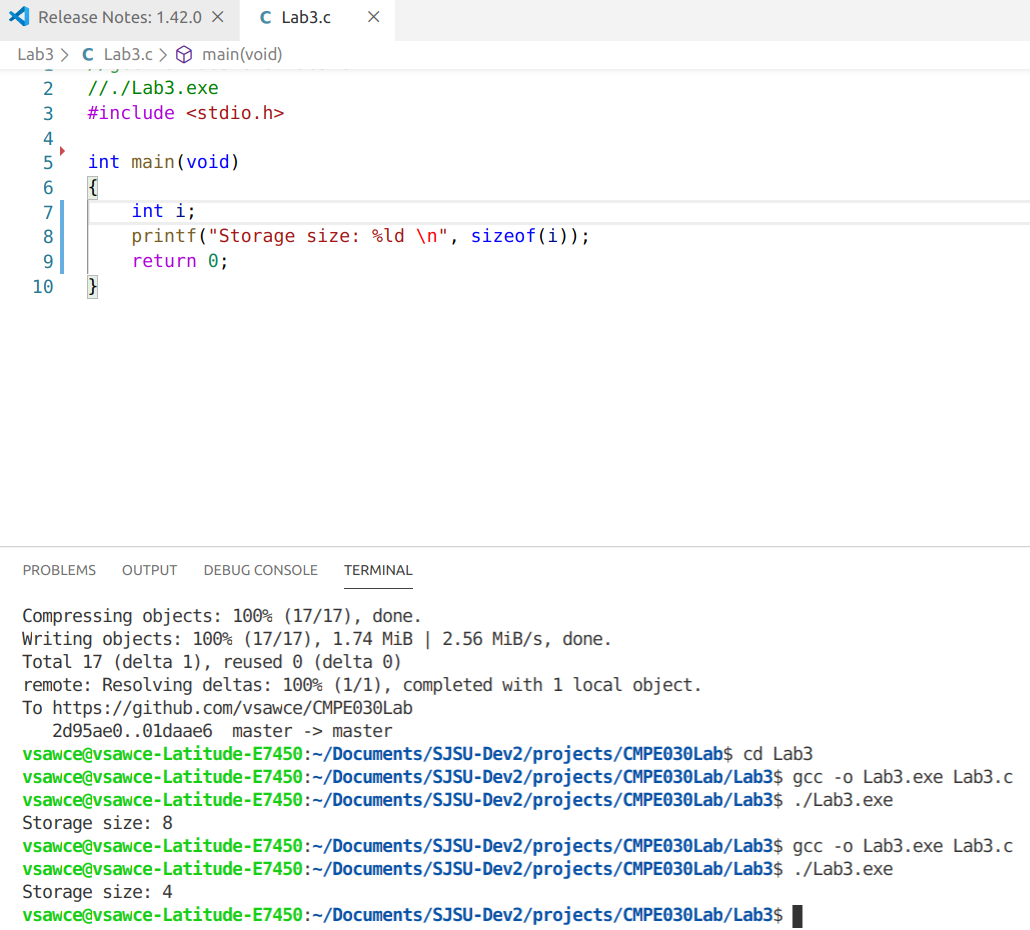 Release Notes: 1.42.0 ✕ C Lab3.c ✕
Lab3 > C Lab3.c > main(void)
2 //./Lab3.exe
3 #include <stdio.h>
4
5 int main(void)
6 {
7 int i;
8 printf("Storage size: %ld \n", sizeof(i));
9 return 0;
10 }
PROBLEMS OUTPUT DEBUG CONSOLE TERMINAL
Compressing objects: 100% (17/17), done.
Writing objects: 100% (17/17), 1.74 MiB | 2.56 MiB/s, done.
Total 17 (delta 1), reused 0 (delta 0)
remote: Resolving deltas: 100% (1/1), completed with 1 local object.
To https://github.com/vsawce/CMPE030Lab
2d95ae0..01daae6 master -> master
vsawce@vsawce-Latitude-E7450:~/Documents/SJSU-Dev2/projects/CMPE030Lab$ cd Lab3
vsawce@vsawce-Latitude-E7450:~/Documents/SJSU-Dev2/projects/CMPE030Lab/Lab3$ gcc -o Lab3.exe Lab3.c
vsawce@vsawce-Latitude-E7450:~/Documents/SJSU-Dev2/projects/CMPE030Lab/Lab3$ ./Lab3.exe
Storage size: 8
vsawce@vsawce-Latitude-E7450:~/Documents/SJSU-Dev2/projects/CMPE030Lab/Lab3$ gcc -o Lab3.exe Lab3.c
vsawce@vsawce-Latitude-E7450:~/Documents/SJSU-Dev2/projects/CMPE030Lab/Lab3$ ./Lab3.exe
Storage size: 4
vsawce@vsawce-Latitude-E7450:~/Documents/SJSU-Dev2/projects/CMPE030Lab/Lab3$